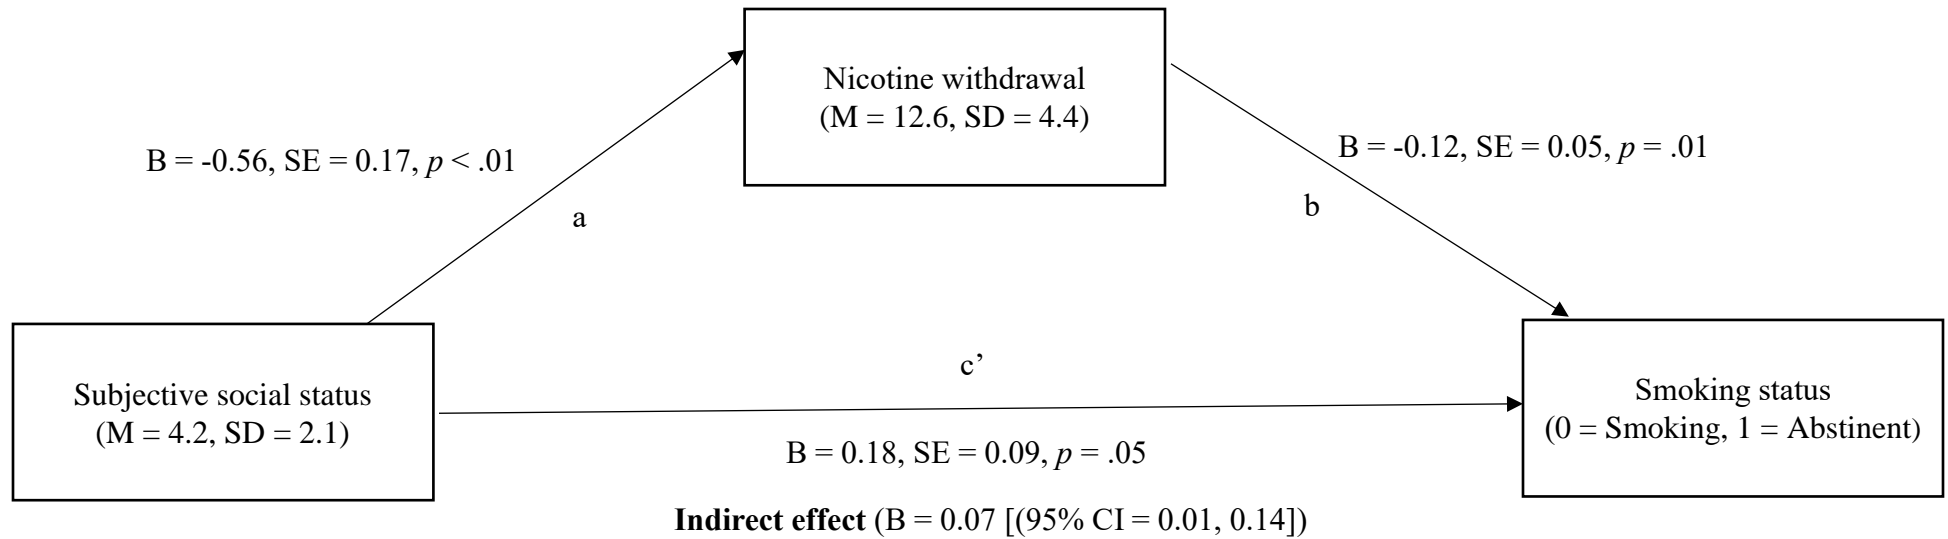 Nicotine withdrawal
(M = 12.6, SD = 4.4)
B = -0.56, SE = 0.17, p < .01
B = -0.12, SE = 0.05, p = .01
a
b
c’
Subjective social status
(M = 4.2, SD = 2.1)
Smoking status
(0 = Smoking, 1 = Abstinent)
B = 0.18, SE = 0.09, p = .05
Indirect effect (B = 0.07 [(95% CI = 0.01, 0.14])